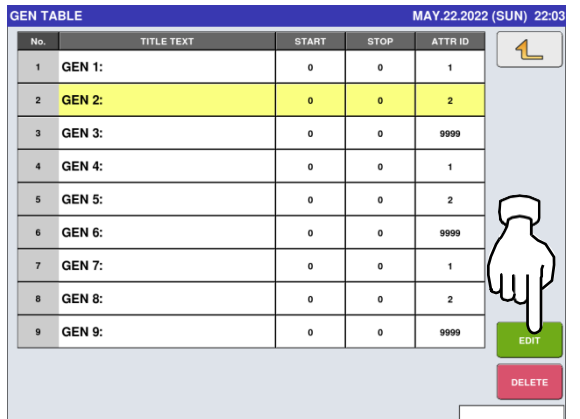 GEN TABLE MAY.22.2022 (SUN) 22:03
No. TITLE TEXT START STOP ATTR ID
1 GEN 1: 0 0 1
2 GEN 2: 0 0 2
3 GEN 3: 0 0 9999
4 GEN 4: 0 0 1
5 GEN 5: 0 0 2
6 GEN 6: 0 0 9999
7 GEN 7: 0 0 1
8 GEN 8: 0 0 2
9 GEN 9: 0 0 9999
EDIT
DELETE